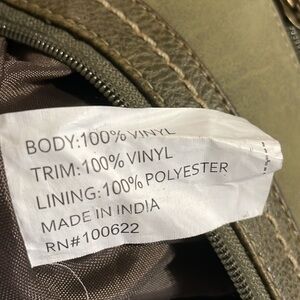 BODY:100% VINYL
TRIM:100% VINYL
LINING:100% POLYESTER
MADE IN INDIA
RN#100622